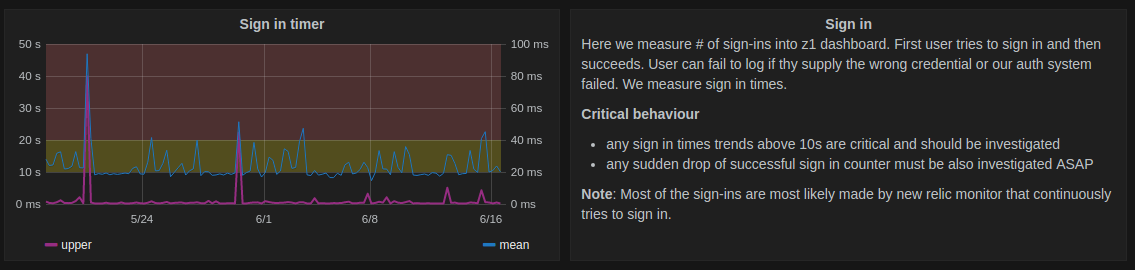 Sign in timer
50 s
40 s
30 s
20 s
10 s
0 ms
100 ms
80 ms
60 ms
40 ms
20 ms
0 ms
5/24
6/1
6/8
6/16
upper
mean
Sign in
Here we measure # of sign-ins into z1 dashboard. First user tries to sign in and then
succeeds. User can fail to log if thy supply the wrong credential or our auth system
failed. We measure sign in times.
Critical behaviour
• any sign in times trends above 10s are critical and should be investigated
• any sudden drop of successful sign in counter must be also investigated ASAP
Note: Most of the sign-ins are most likely made by new relic monitor that continuously
tries to sign in.